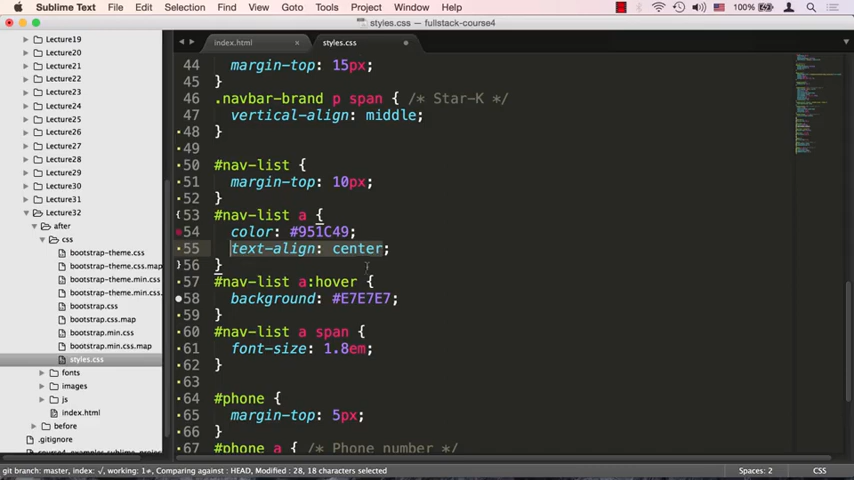 Sublime Text File Edit Selection Find View Goto Tools Project Window Help 100%
styles.css — fullstack-course4
index.html × styles.css
Lecture19
Lecture20
Lecture21
Lecture22
Lecture23
Lecture24
Lecture25
Lecture26
Lecture27
Lecture28
Lecture29
Lecture30
Lecture31
Lecture32
after
css
bootstrap-theme.css
bootstrap-theme.css.map
bootstrap-theme.min.css
bootstrap-theme.min.css.
bootstrap.css
bootstrap.css.map
bootstrap.min.css
bootstrap.min.css.map
styles.css
fonts
images
js
index.html
before
.gitignore
44 margin-top: 15px;
45 }
46 .navbar-brand p span { /* Star-K */
47 vertical-align: middle;
48 }
49
50 #nav-list {
51 margin-top: 10px;
52 }
53 #nav-list a {
54 color: #951C49;
55 text-align: center;
56 }
57 #nav-list a:hover {
58 background: #E7E7E7;
59 }
60 #nav-list a span {
61 font-size: 1.8em;
62 }
63
64 #phone {
65 margin-top: 5px;
66 }
67 #phone a { /* Phone number */
git branch: master, index: √, working: 1≠, Comparing against : HEAD, Modified : 28, 18 characters selected Spaces: 2 CSS